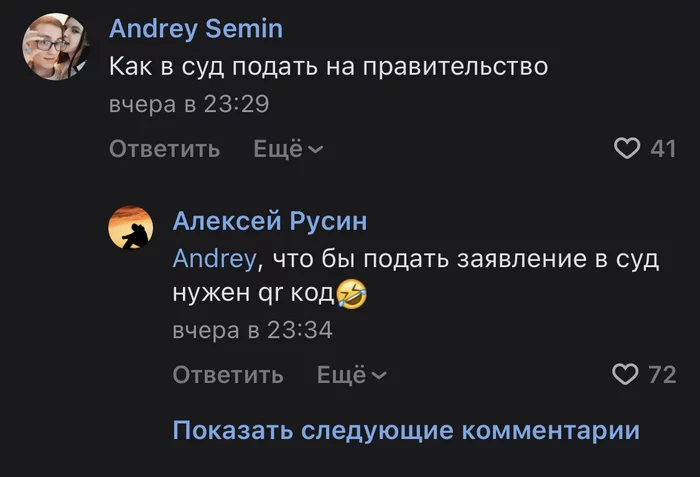 Andrey Semin
Как в суд подать на правительство
вчера в 23:29
Ответить Ещё 41
Алексей Русин
Andrey, что бы подать заявление в суд
нужен qr код🤣
вчера в 23:34
Ответить Ещё 72
Показать следующие комментарии